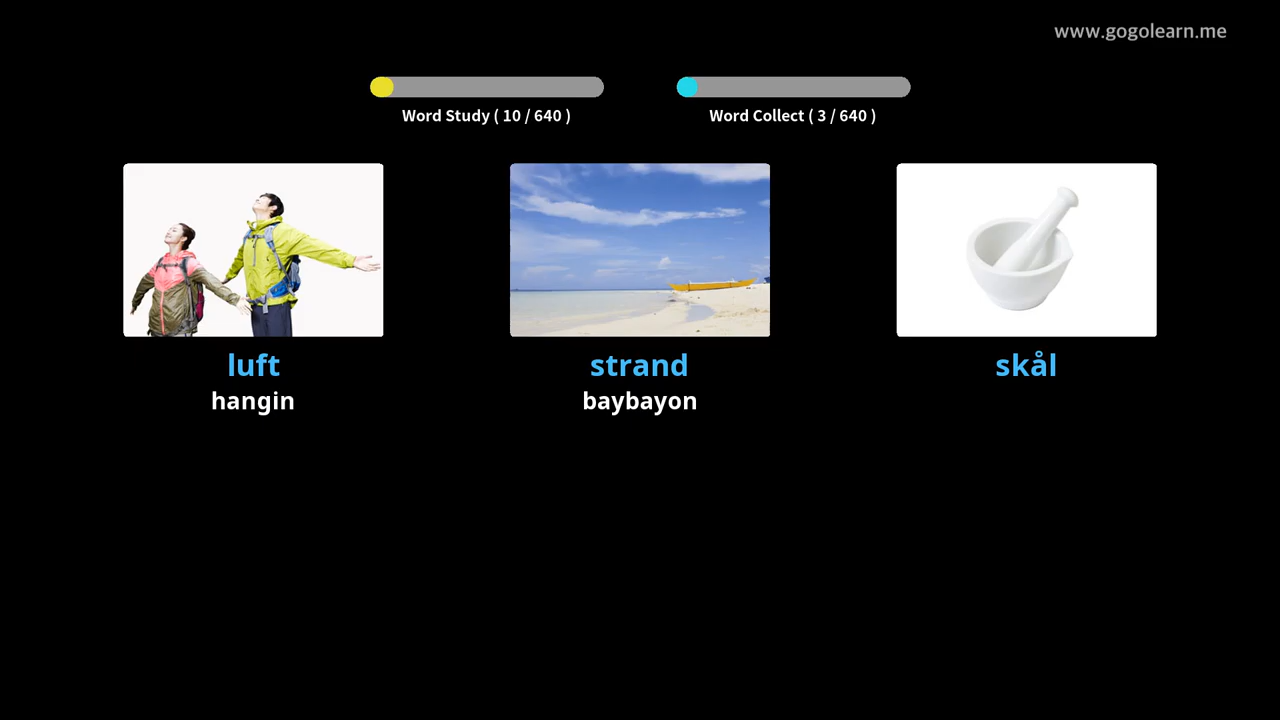 www.gogolearn.me
Word Study ( 10 / 640 )
Word Collect ( 3 / 640 )
luft
strand
skål
hangin
baybayon